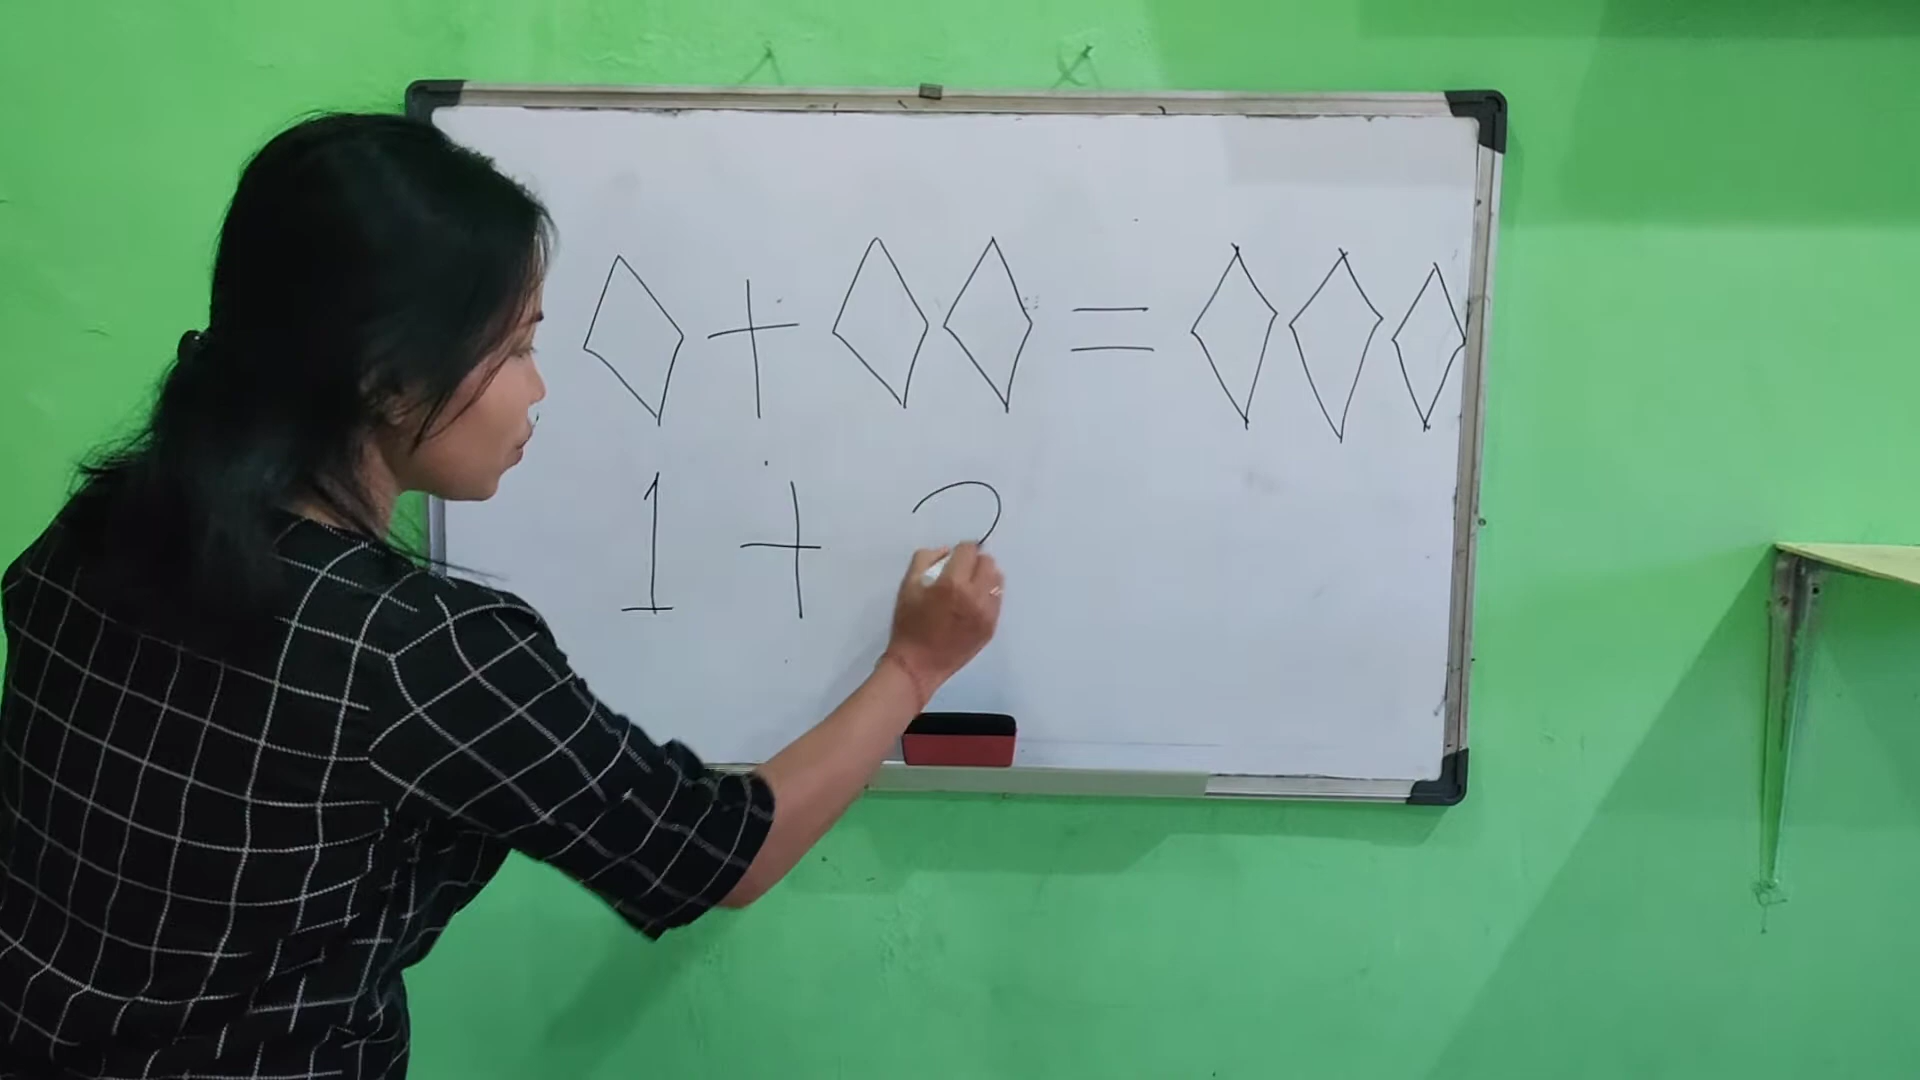 ◊ + ◊◊ = ◊◊◊
1 + 2